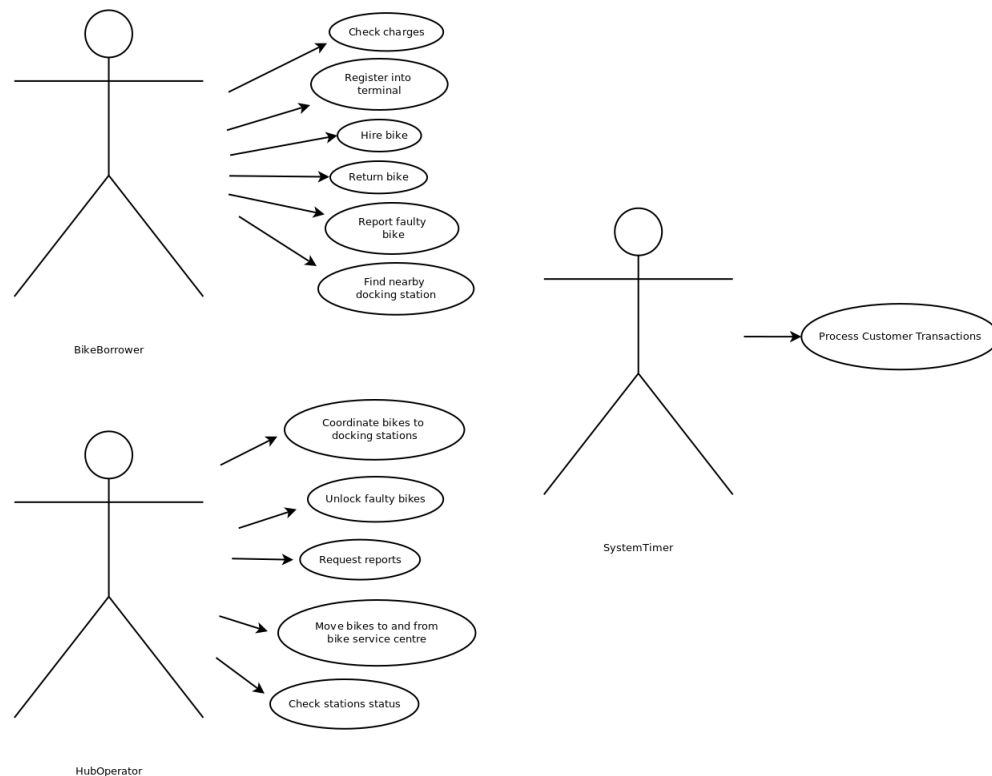 Check charges
Register into
terminal
Hire bike
Return bike
Report faulty
bike
Find nearby
docking station
BikeBorrower
Coordinate bikes to
docking stations
Unlock faulty bikes
Request reports
Move bikes to and from
bike service centre
Check stations status
HubOperator
Process Customer Transactions
SystemTimer